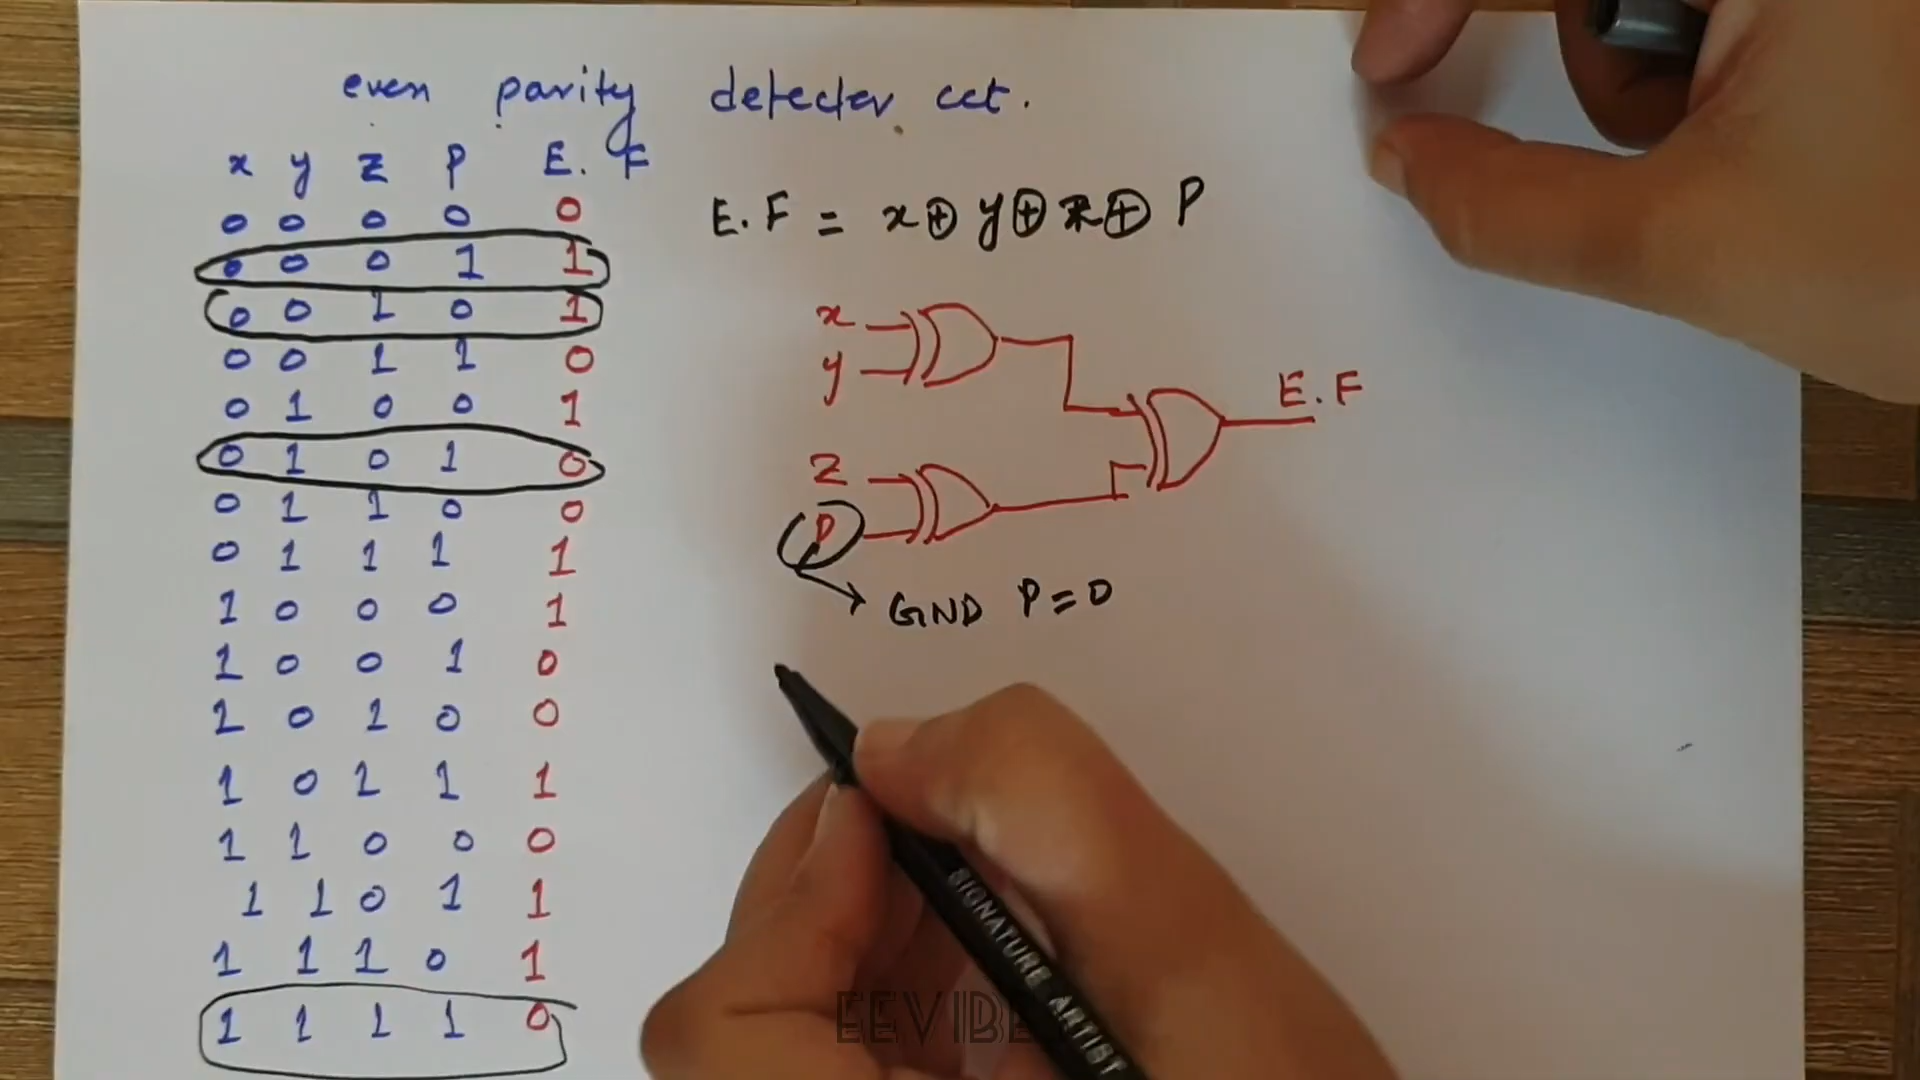 even parity detecter cct.
x y z P E.F
0 0 0 0 0
0 0 0 1 1
0 0 1 0 1
0 0 1 1 0
0 1 0 0 1
0 1 0 1 0
0 1 1 0 0
0 1 1 1 1
1 0 0 0 1
1 0 0 1 0
1 0 1 0 0
1 0 1 1 1
1 1 0 0 0
1 1 0 1 1
1 1 1 0 1
1 1 1 1 0
E.F = x⊕y⊕z⊕P
x
y
E.F
z
P
GND P=0
SIGNATURE ARTIST
EEVIBE